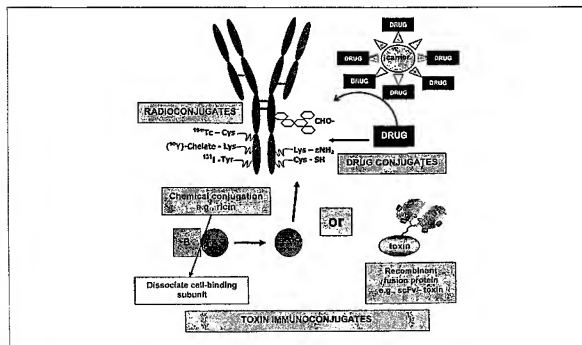 DRUG
DRUG
DRUG
DRUG
DRUG
DRUG
DRUG
carrier
RADIOCONJUGATES
CHO-
DRUG
Tc – Cys
(⁹⁰Y)-Chelate - Lys
¹³¹I -Tyr
Lys – εNH₂
Cys - SH
DRUG CONJUGATES
Chemical conjugation
e.g., ricin
or
toxin
Dissociate cell-binding
subunit
Recombinant
fusion protein
e.g., scFv- toxin
TOXIN IMMUNOCONJUGATES